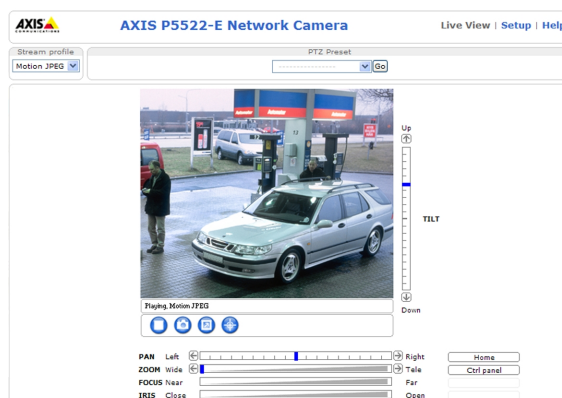 AXIS
COMMUNICATIONS
AXIS P5522-E Network Camera
Live View | Setup | Help
Stream profile
PTZ Preset
Motion JPEG
Go
12
Up
TILT
Down
Playing, Motion JPEG
PAN Left Right Home
ZOOM Wide Tele Ctrl panel
FOCUS Near Far
IRIS Close Open